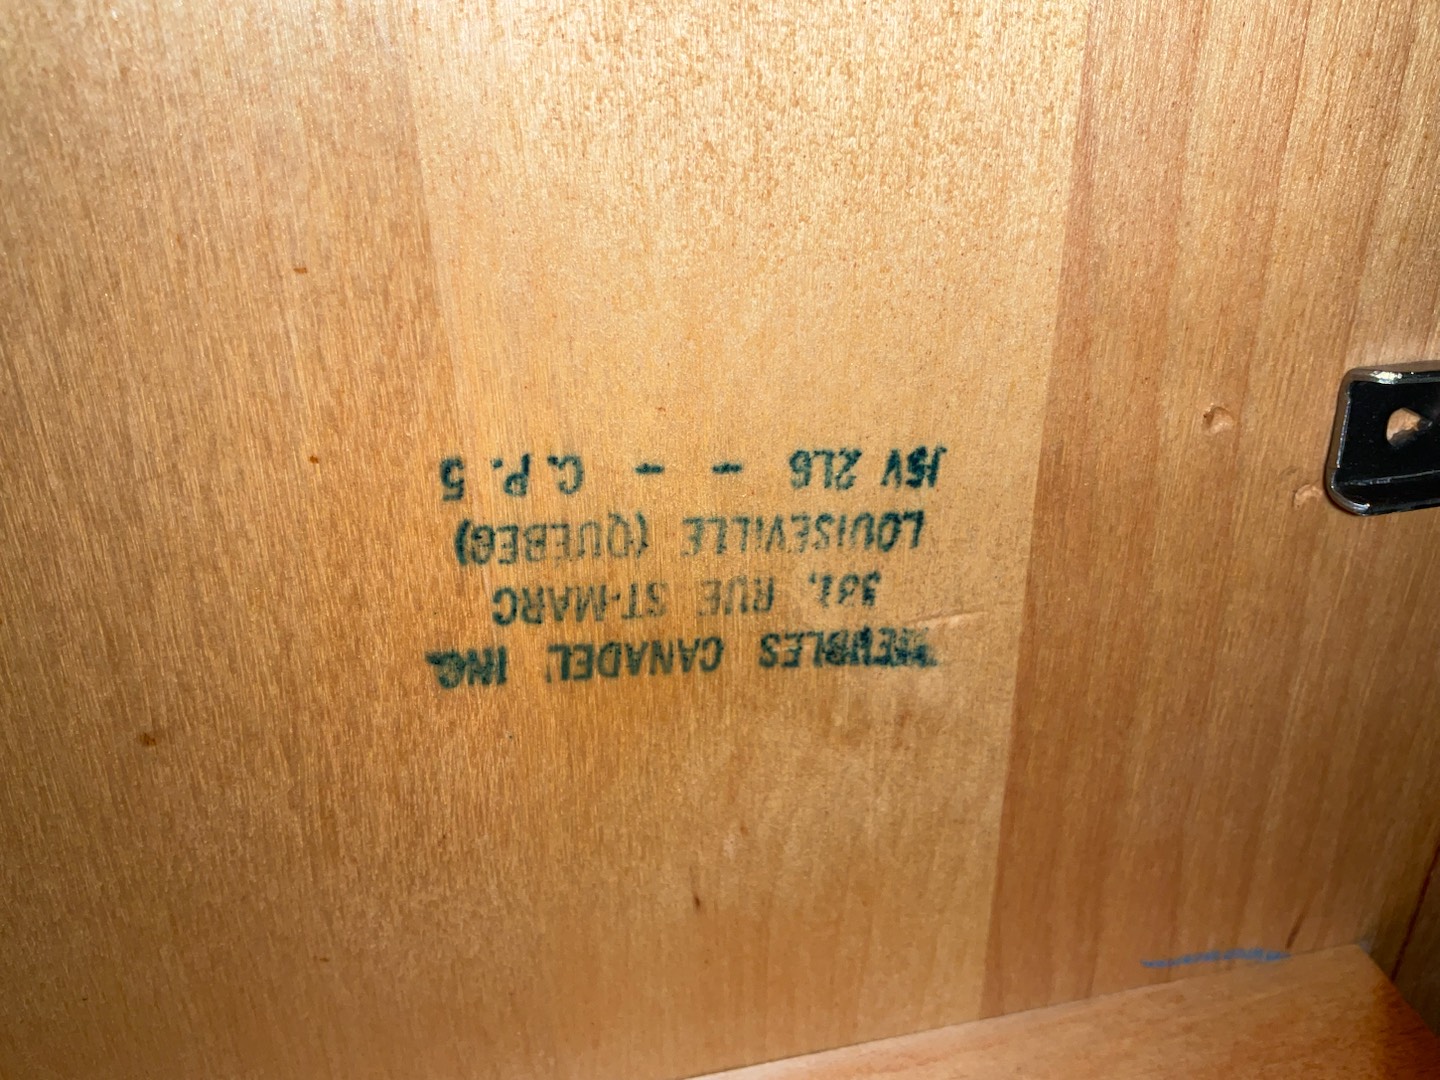 MEUBLES CANADEL INC.
331, RUE ST-MARC
LOUISEVILLE (QUEBEC)
J5V 2L6 - - C.P. 5